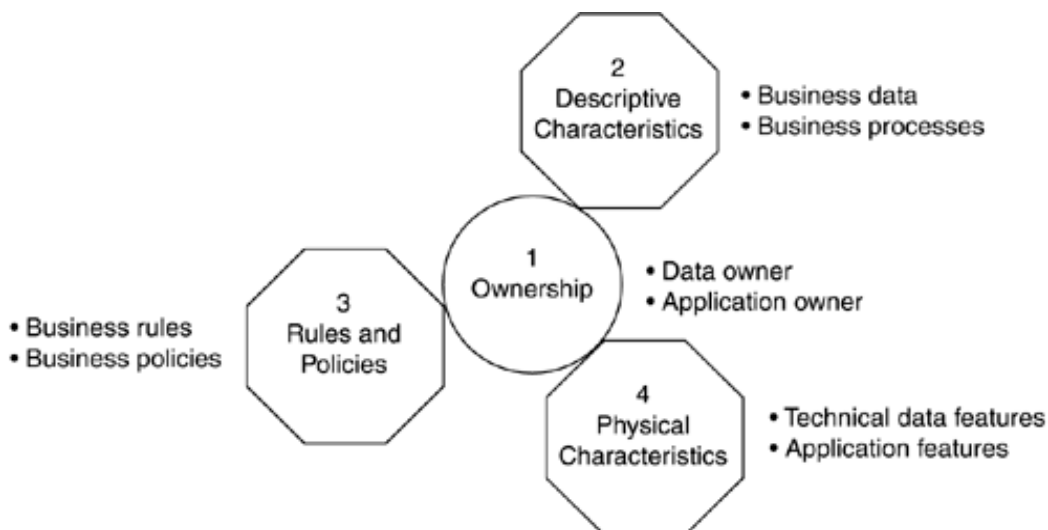 2
Descriptive
Characteristics
• Business data
• Business processes
1
Ownership
• Data owner
• Application owner
3
Rules and
Policies
• Business rules
• Business policies
4
Physical
Characteristics
• Technical data features
• Application features